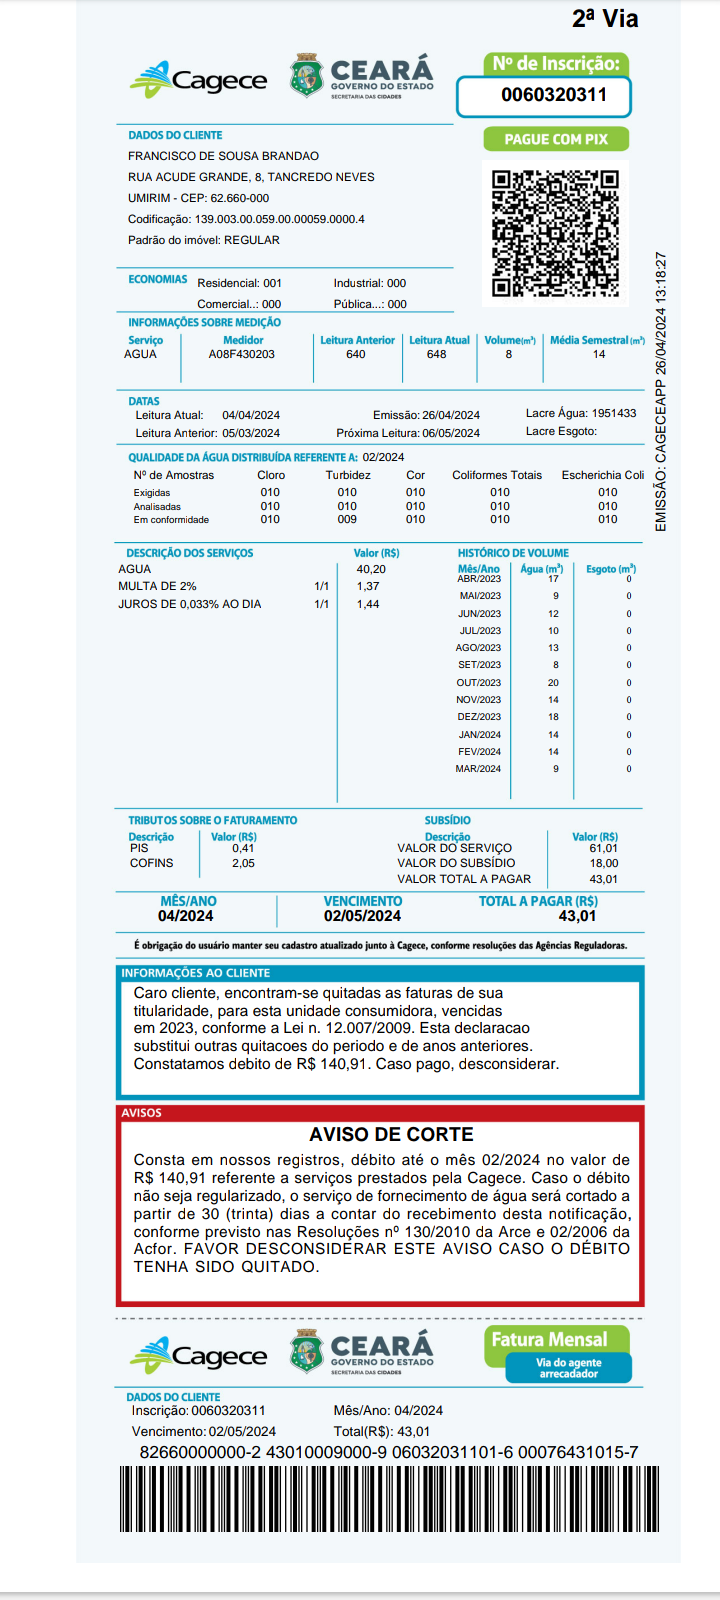 2ª Via
Cagece
CEARÁ
GOVERNO DO ESTADO
SECRETARIA DAS CIDADES
Nº de Inscrição:
0060320311
PAGUE COM PIX
DADOS DO CLIENTE
FRANCISCO DE SOUSA BRANDAO
RUA ACUDE GRANDE, 8, TANCREDO NEVES
UMIRIM - CEP: 62.660-000
Codificação: 139.003.00.059.00.00059.0000.4
Padrão do imóvel: REGULAR
EMISSÃO: CAGECEAPP 26/04/2024 13:18:27
ECONOMIAS Residencial: 001 Industrial: 000
Comercial..: 000 Pública...: 000
INFORMAÇÕES SOBRE MEDIÇÃO
Serviço Medidor Leitura Anterior Leitura Atual Volume(m³) Média Semestral (m³)
AGUA A08F430203 640 648 8 14
DATAS
Leitura Atual: 04/04/2024 Emissão: 26/04/2024 Lacre Água: 1951433
Leitura Anterior: 05/03/2024 Próxima Leitura: 06/05/2024 Lacre Esgoto:
QUALIDADE DA ÁGUA DISTRIBUÍDA REFERENTE A: 02/2024
Nº de Amostras Cloro Turbidez Cor Coliformes Totais Escherichia Coli
Exigidas 010 010 010 010 010
Analisadas 010 010 010 010 010
Em conformidade 010 009 010 010 010
DESCRIÇÃO DOS SERVIÇOS Valor (R$)
AGUA 40,20
MULTA DE 2% 1/1 1,37
JUROS DE 0,033% AO DIA 1/1 1,44
HISTÓRICO DE VOLUME
Mês/Ano Água (m³) Esgoto (m³)
ABR/2023 17 0
MAI/2023 9 0
JUN/2023 12 0
JUL/2023 10 0
AGO/2023 13 0
SET/2023 8 0
OUT/2023 20 0
NOV/2023 14 0
DEZ/2023 18 0
JAN/2024 14 0
FEV/2024 14 0
MAR/2024 9 0
TRIBUTOS SOBRE O FATURAMENTO
Descrição Valor (R$)
PIS 0,41
COFINS 2,05
SUBSÍDIO
Descrição Valor (R$)
VALOR DO SERVIÇO 61,01
VALOR DO SUBSÍDIO 18,00
VALOR TOTAL A PAGAR 43,01
MÊS/ANO VENCIMENTO TOTAL A PAGAR (R$)
04/2024 02/05/2024 43,01
É obrigação do usuário manter seu cadastro atualizado junto à Cagece, conforme resoluções das Agências Reguladoras.
INFORMAÇÕES AO CLIENTE
Caro cliente, encontram-se quitadas as faturas de sua
titularidade, para esta unidade consumidora, vencidas
em 2023, conforme a Lei n. 12.007/2009. Esta declaracao
substitui outras quitacoes do periodo e de anos anteriores.
Constatamos debito de R$ 140,91. Caso pago, desconsiderar.
AVISOS
AVISO DE CORTE
Consta em nossos registros, débito até o mês 02/2024 no valor de
R$ 140,91 referente a serviços prestados pela Cagece. Caso o débito
não seja regularizado, o serviço de fornecimento de água será cortado a
partir de 30 (trinta) dias a contar do recebimento desta notificação,
conforme previsto nas Resoluções nº 130/2010 da Arce e 02/2006 da
Acfor. FAVOR DESCONSIDERAR ESTE AVISO CASO O DÉBITO
TENHA SIDO QUITADO.
Cagece
CEARÁ
GOVERNO DO ESTADO
SECRETARIA DAS CIDADES
Fatura Mensal
Via do agente
arrecadador
DADOS DO CLIENTE
Inscrição: 0060320311 Mês/Ano: 04/2024
Vencimento: 02/05/2024 Total(R$): 43,01
82660000000-2 43010009000-9 06032031101-6 00076431015-7